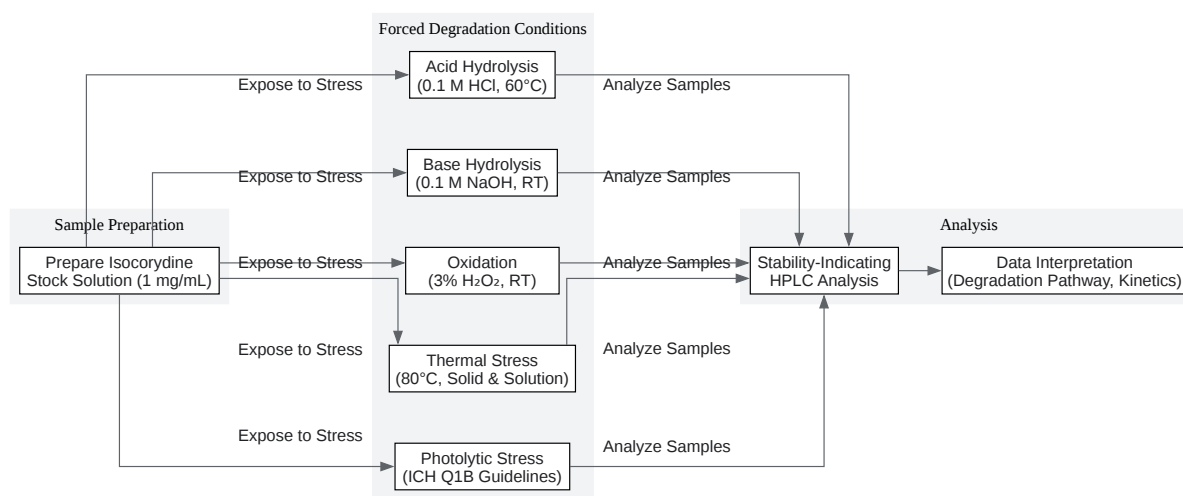 Forced Degradation Conditions
Acid Hydrolysis
(0.1 M HCl, 60°C)
Expose to Stress
Analyze Samples
Base Hydrolysis
(0.1 M NaOH, RT)
Expose to Stress
Analyze Samples
Sample Preparation
Analysis
Prepare Isocorydine
Stock Solution (1 mg/mL)
Expose to Stress
Oxidation
(3% H₂O₂, RT)
Analyze Samples
Stability-Indicating
HPLC Analysis
Data Interpretation
(Degradation Pathway, Kinetics)
Expose to Stress
Thermal Stress
(80°C, Solid & Solution)
Analyze Samples
Expose to Stress
Photolytic Stress
(ICH Q1B Guidelines)
Analyze Samples